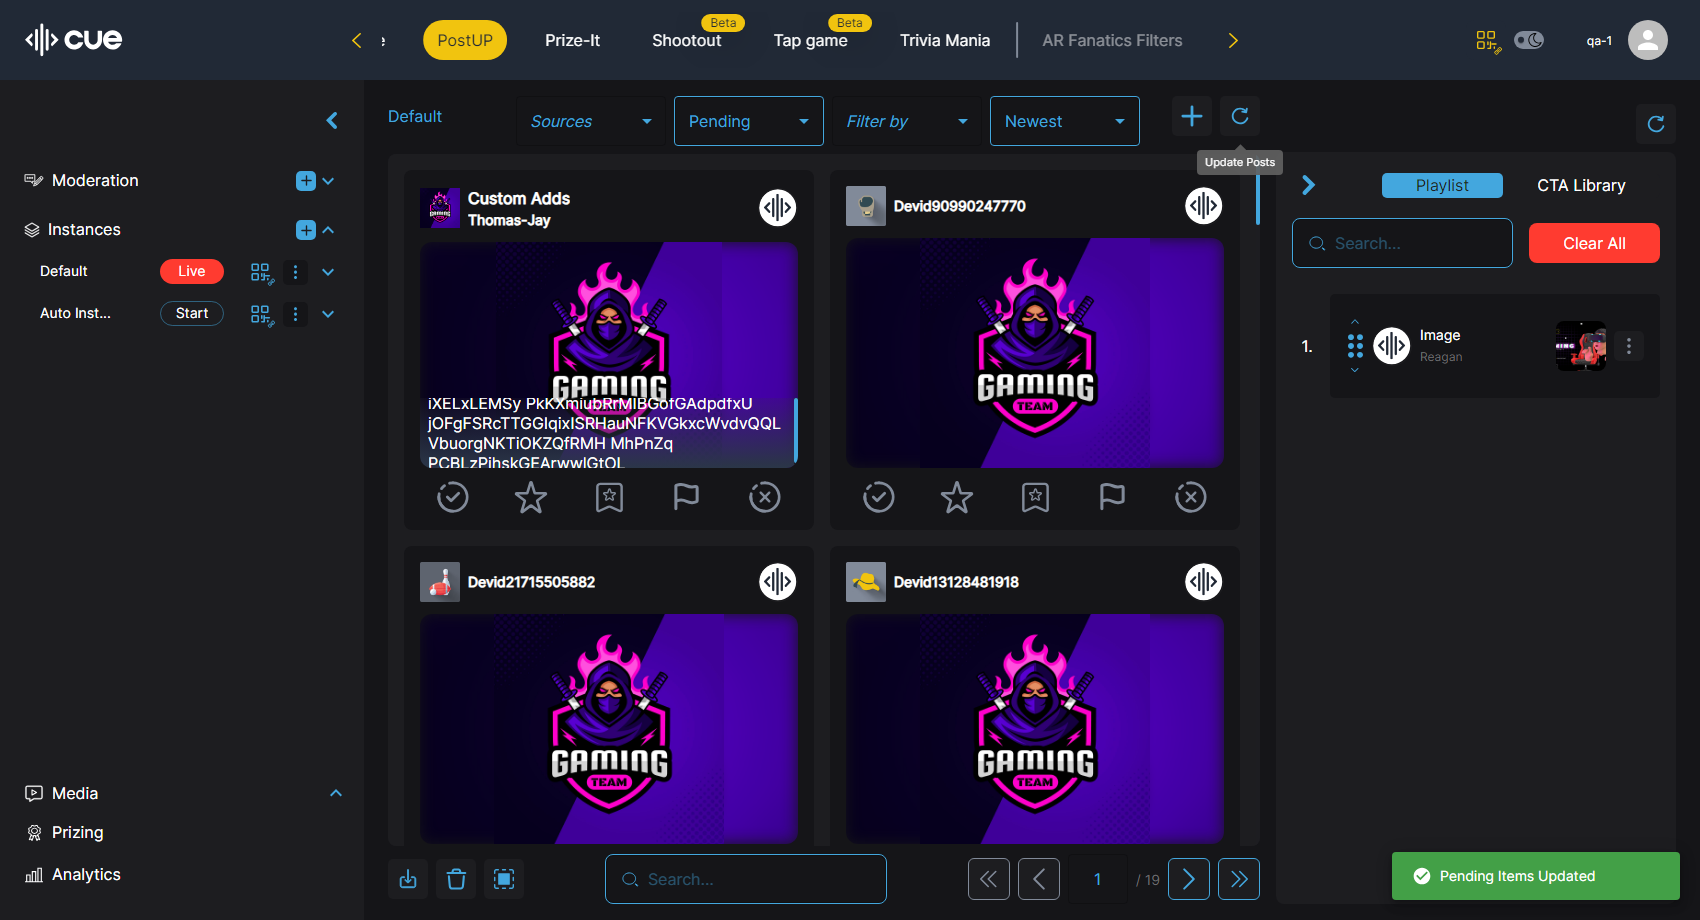 cue
PostUP
Prize-It
Shootout
Beta
Tap game
Beta
Trivia Mania
AR Fanatics Filters
qa-1
Moderation
Instances
Default
Live
Auto Inst...
Start
Media
Prizing
Analytics
Default
Sources
Pending
Filter by
Newest
Update Posts
Custom Adds
Thomas-Jay
GAMING
TEAM
iXELxLEMSy PkKXmiubRrMIBGofGAdpdfxU
jOFgFSRcTTGGlqixISRHauNFKVGkxcWvdvQQL
VbuorgNKTiOKZQfRMH MhPnZq
PCBLzPihskGEArwwlGtOL
Devid90990247770
GAMING
TEAM
Devid21715505882
GAMING
TEAM
Devid13128481918
GAMING
TEAM
Search...
1
/ 19
Playlist
CTA Library
Search...
Clear All
1.
Image
Reagan
Pending Items Updated